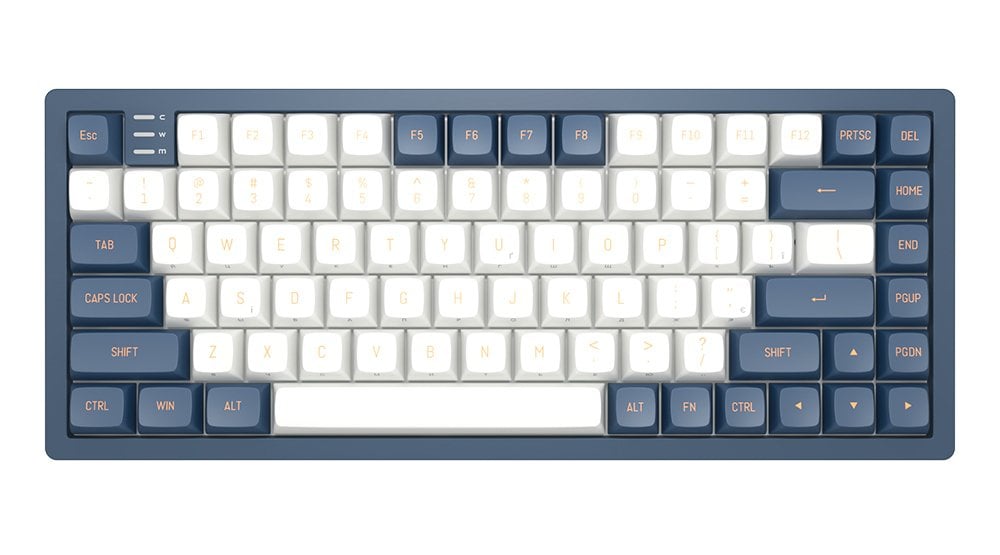 Esc C W M F1 F2 F3 F4 F5 F6 F7 F8 F9 F10 F11 F12 PRTSC DEL
! @ # $ % ^ & * ( ) - +
1 2 3 4 5 6 7 8 9 0 = ← HOME
TAB Q W E R T Y U I O P { [ } ] | \ END
CAPS LOCK A S D F G H J K L : ; ↵ PGUP
SHIFT Z X C V B N M < , > . ? / SHIFT ▲ PGDN
CTRL WIN ALT ALT FN CTRL ◄ ▼ ►